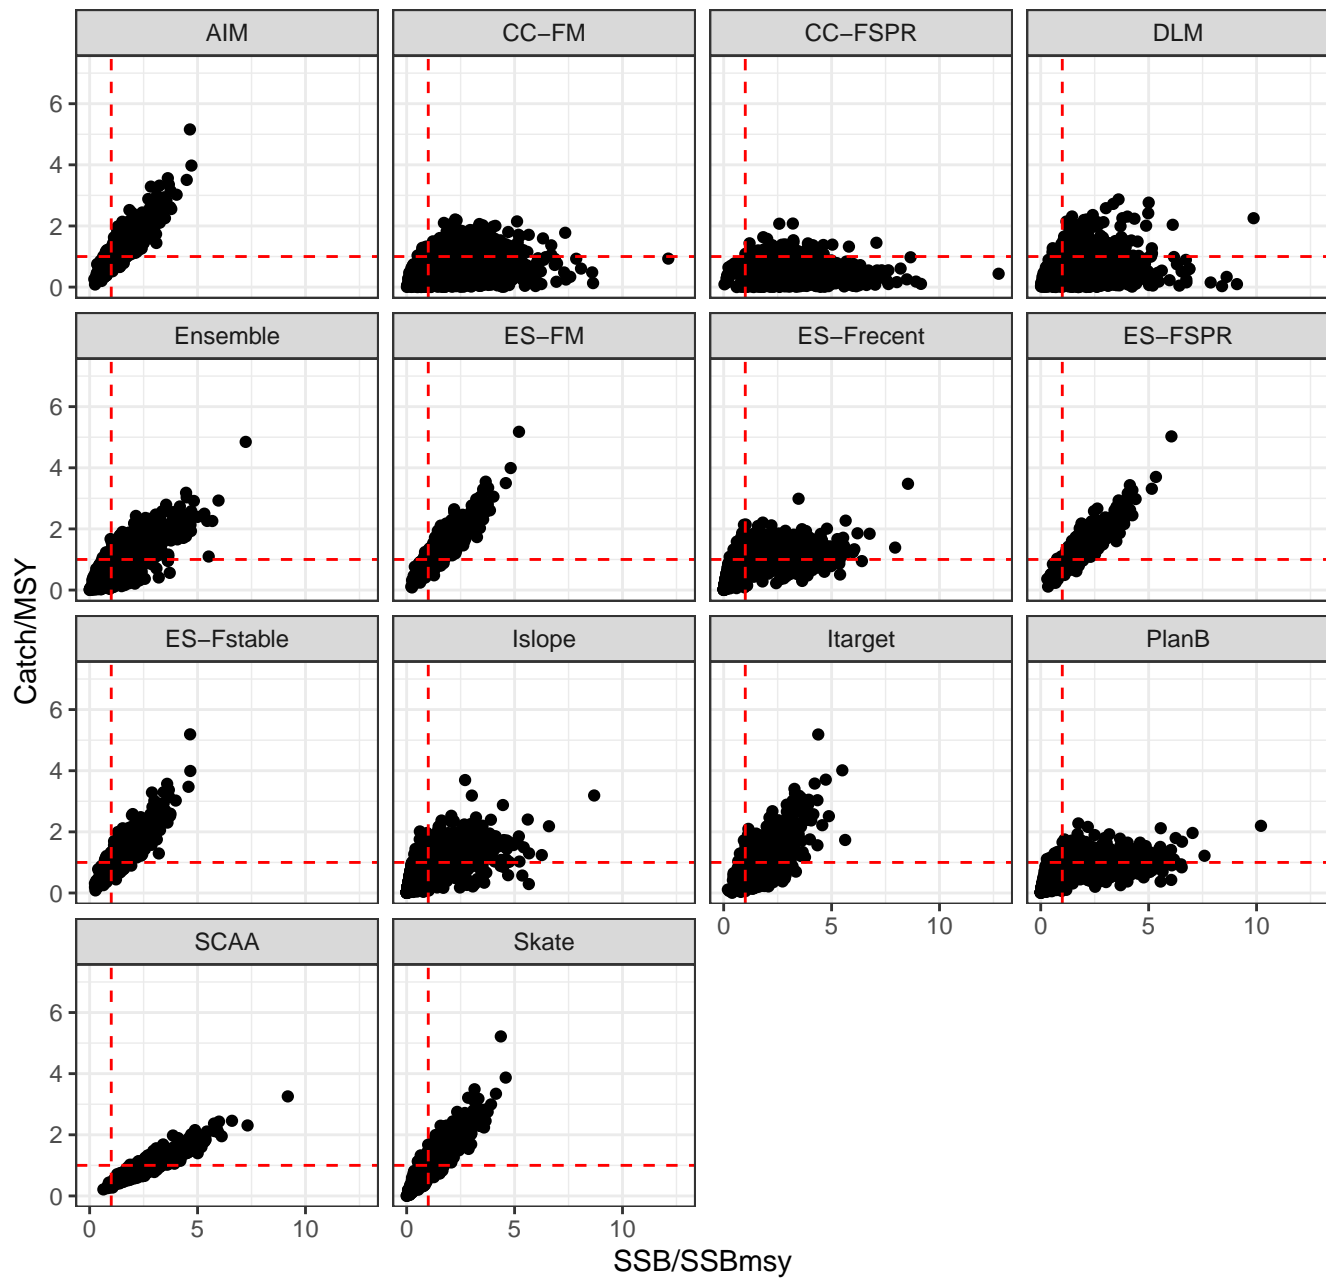 AIM
CC−FM
CC−FSPR
DLM
6
4
2
0
Ensemble
ES−FM
ES−Frecent
ES−FSPR
6
4
2
0
Catch/MSY
ES−Fstable
Islope
Itarget
PlanB
6
4
2
0
0 5 10
0 5 10
SCAA
Skate
6
4
2
0
0 5 10
0 5 10
SSB/SSBmsy